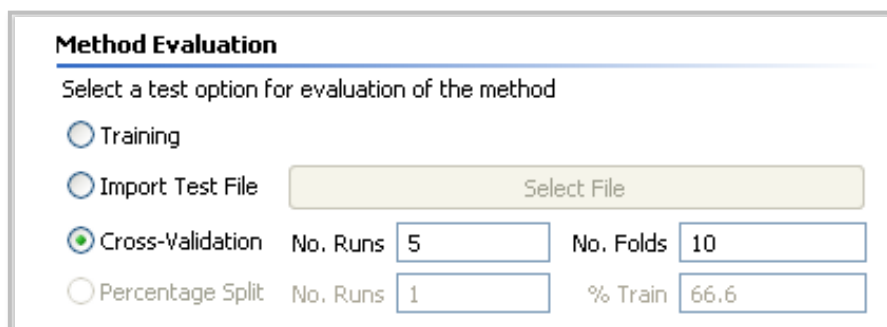 Method Evaluation
Select a test option for evaluation of the method
Training
Import Test File Select File
Cross-Validation No. Runs 5 No. Folds 10
Percentage Split No. Runs 1 % Train 66.6